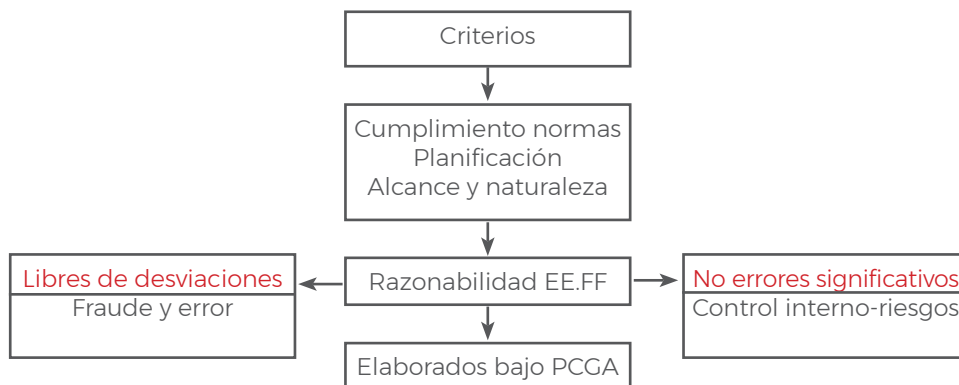 Criterios
Cumplimiento normas
Planificación
Alcance y naturaleza
Libres de desviaciones
Fraude y error
Razonabilidad EE.FF
No errores significativos
Control interno-riesgos
Elaborados bajo PCGA